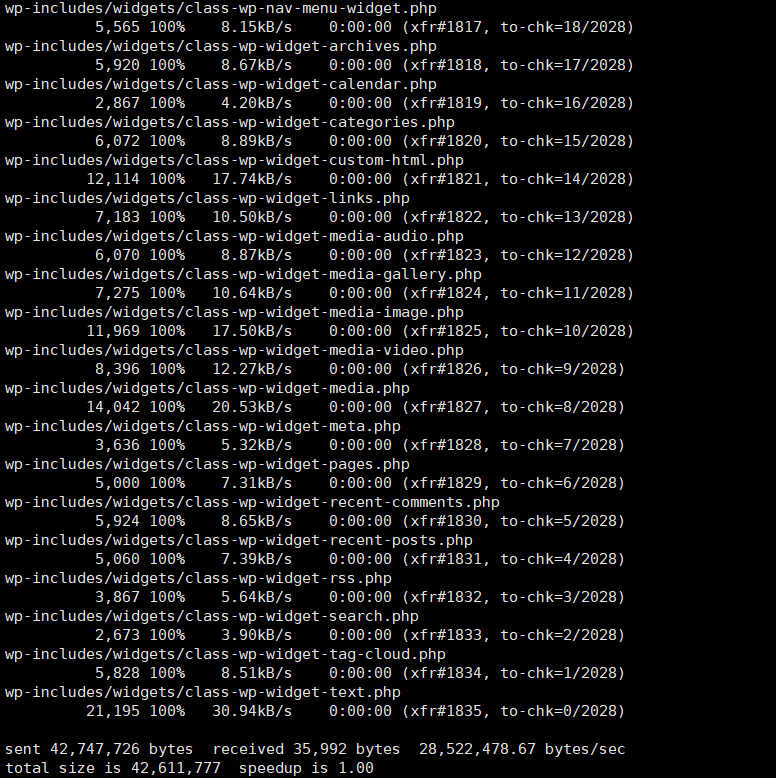 wp-includes/widgets/class-wp-nav-menu-widget.php
5,565 100% 8.15kB/s 0:00:00 (xfr#1817, to-chk=18/2028)
wp-includes/widgets/class-wp-widget-archives.php
5,920 100% 8.67kB/s 0:00:00 (xfr#1818, to-chk=17/2028)
wp-includes/widgets/class-wp-widget-calendar.php
2,867 100% 4.20kB/s 0:00:00 (xfr#1819, to-chk=16/2028)
wp-includes/widgets/class-wp-widget-categories.php
6,072 100% 8.89kB/s 0:00:00 (xfr#1820, to-chk=15/2028)
wp-includes/widgets/class-wp-widget-custom-html.php
12,114 100% 17.74kB/s 0:00:00 (xfr#1821, to-chk=14/2028)
wp-includes/widgets/class-wp-widget-links.php
7,183 100% 10.50kB/s 0:00:00 (xfr#1822, to-chk=13/2028)
wp-includes/widgets/class-wp-widget-media-audio.php
6,070 100% 8.87kB/s 0:00:00 (xfr#1823, to-chk=12/2028)
wp-includes/widgets/class-wp-widget-media-gallery.php
7,275 100% 10.64kB/s 0:00:00 (xfr#1824, to-chk=11/2028)
wp-includes/widgets/class-wp-widget-media-image.php
11,969 100% 17.50kB/s 0:00:00 (xfr#1825, to-chk=10/2028)
wp-includes/widgets/class-wp-widget-media-video.php
8,396 100% 12.27kB/s 0:00:00 (xfr#1826, to-chk=9/2028)
wp-includes/widgets/class-wp-widget-media.php
14,042 100% 20.53kB/s 0:00:00 (xfr#1827, to-chk=8/2028)
wp-includes/widgets/class-wp-widget-meta.php
3,636 100% 5.32kB/s 0:00:00 (xfr#1828, to-chk=7/2028)
wp-includes/widgets/class-wp-widget-pages.php
5,000 100% 7.31kB/s 0:00:00 (xfr#1829, to-chk=6/2028)
wp-includes/widgets/class-wp-widget-recent-comments.php
5,924 100% 8.65kB/s 0:00:00 (xfr#1830, to-chk=5/2028)
wp-includes/widgets/class-wp-widget-recent-posts.php
5,060 100% 7.39kB/s 0:00:00 (xfr#1831, to-chk=4/2028)
wp-includes/widgets/class-wp-widget-rss.php
3,867 100% 5.64kB/s 0:00:00 (xfr#1832, to-chk=3/2028)
wp-includes/widgets/class-wp-widget-search.php
2,673 100% 3.90kB/s 0:00:00 (xfr#1833, to-chk=2/2028)
wp-includes/widgets/class-wp-widget-tag-cloud.php
5,828 100% 8.51kB/s 0:00:00 (xfr#1834, to-chk=1/2028)
wp-includes/widgets/class-wp-widget-text.php
21,195 100% 30.94kB/s 0:00:00 (xfr#1835, to-chk=0/2028)
sent 42,747,726 bytes received 35,992 bytes 28,522,478.67 bytes/sec
total size is 42,611,777 speedup is 1.00